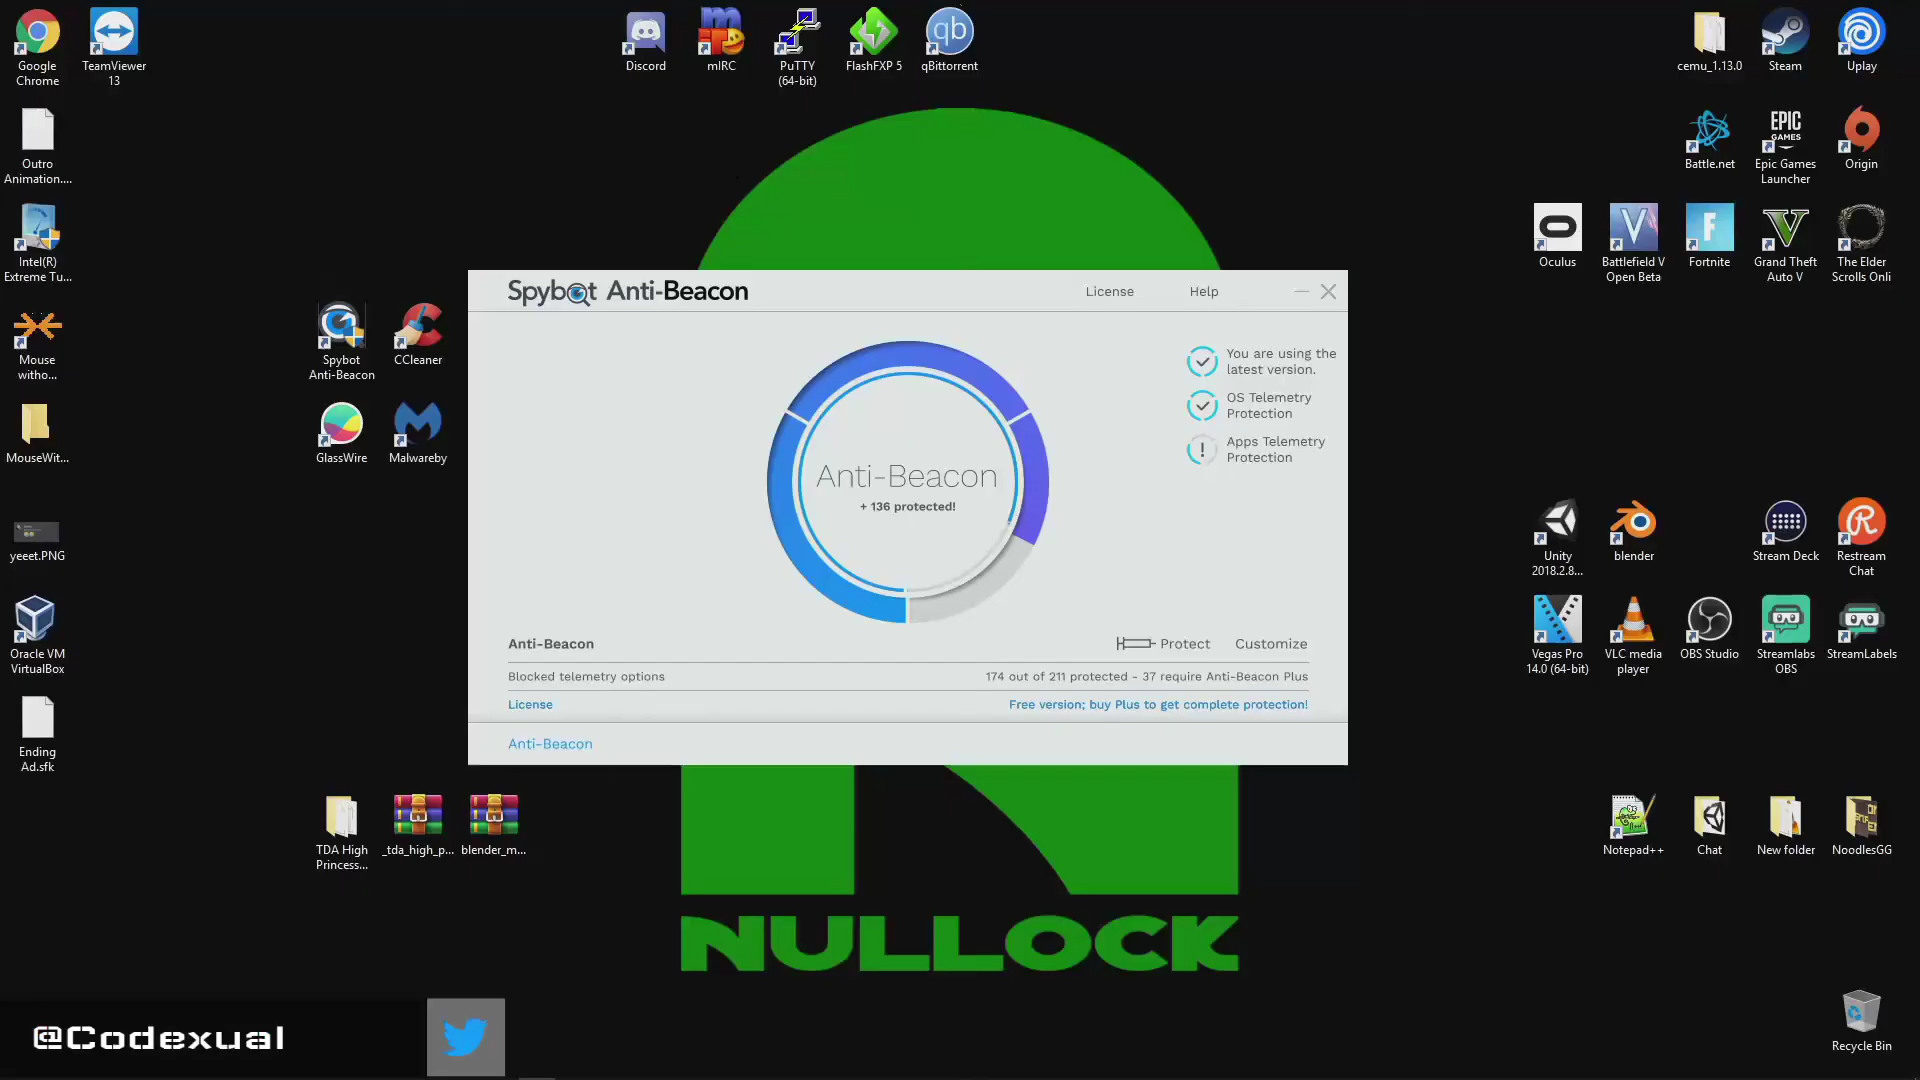 Google
Chrome
TeamViewer
13
Discord
mIRC
PuTTY
(64-bit)
FlashFXP 5
qb
qBittorrent
cemu_1.13.0
Steam
Uplay
Outro
Animation....
Battle.net
EPIC
GAMES
Epic Games
Launcher
Origin
Intel(R)
Extreme Tu...
Oculus
Battlefield V
Open Beta
Fortnite
Grand Theft
Auto V
The Elder
Scrolls Onli
Mouse
witho...
Spybot
Anti-Beacon
CCleaner
MouseWit...
GlassWire
Malwareby
Spybot Anti-Beacon
License
Help
You are using the
latest version.
OS Telemetry
Protection
Apps Telemetry
Protection
Anti-Beacon
+ 136 protected!
Anti-Beacon
Protect
Customize
Blocked telemetry options
174 out of 211 protected - 37 require Anti-Beacon Plus
License
Free version; buy Plus to get complete protection!
Anti-Beacon
yeeet.PNG
Unity
2018.2.8...
blender
Stream Deck
Restream
Chat
Oracle VM
VirtualBox
Vegas Pro
14.0 (64-bit)
VLC media
player
OBS Studio
Streamlabs
OBS
StreamLabels
Ending
Ad.sfk
TDA High
Princess...
_tda_high_p...
blender_m...
Notepad++
Chat
New folder
NoodlesGG
NULLOCK
@Codexual
Recycle Bin